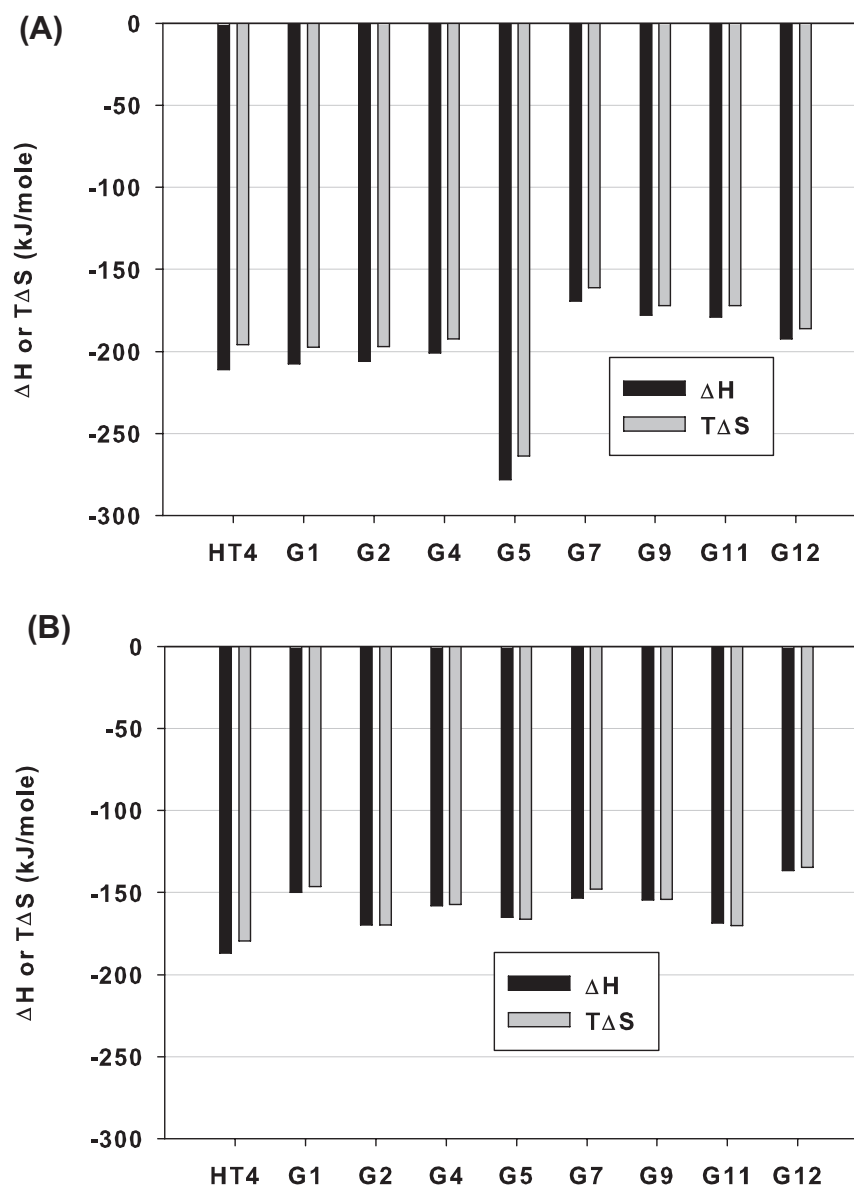 (A)
0
-50
-100
-150
-200
-250
-300
ΔH or TΔS (kJ/mole)
ΔH
TΔS
HT4 G1 G2 G4 G5 G7 G9 G11 G12
(B)
0
-50
-100
-150
-200
-250
-300
ΔH or TΔS (kJ/mole)
ΔH
TΔS
HT4 G1 G2 G4 G5 G7 G9 G11 G12